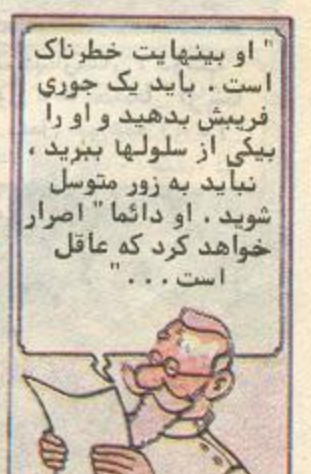 " او بینهایت خطرناک
است . باید یک جوری
فریبش بدهید و او را
بیکی از سلولها ببرید ،
نباید به زور متوسل
شوید . او دائما " اصرار
خواهد کرد که عاقل
است . . . "